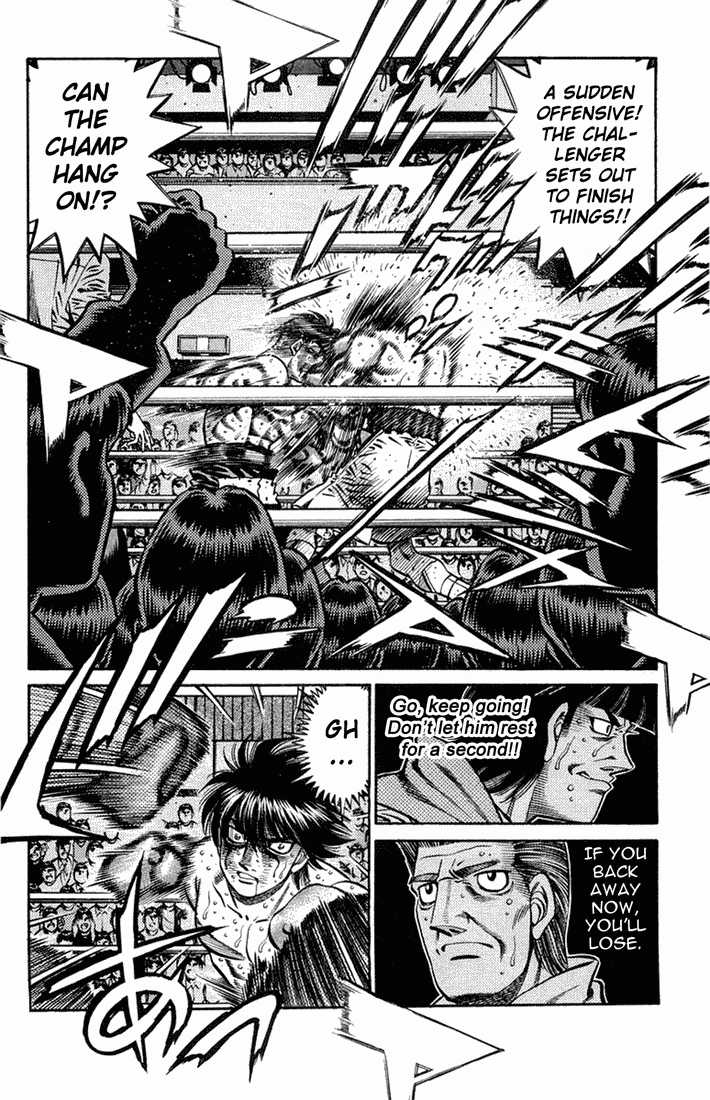 A SUDDEN
OFFENSIVE!
THE CHAL-
LENGER
SETS OUT
TO FINISH
THINGS!!
CAN
THE
CHAMP
HANG
ON!?
Go, keep going!
Don't let him rest
for a second!!
GH
...
IF YOU
BACK
AWAY
NOW,
YOU'LL
LOSE.